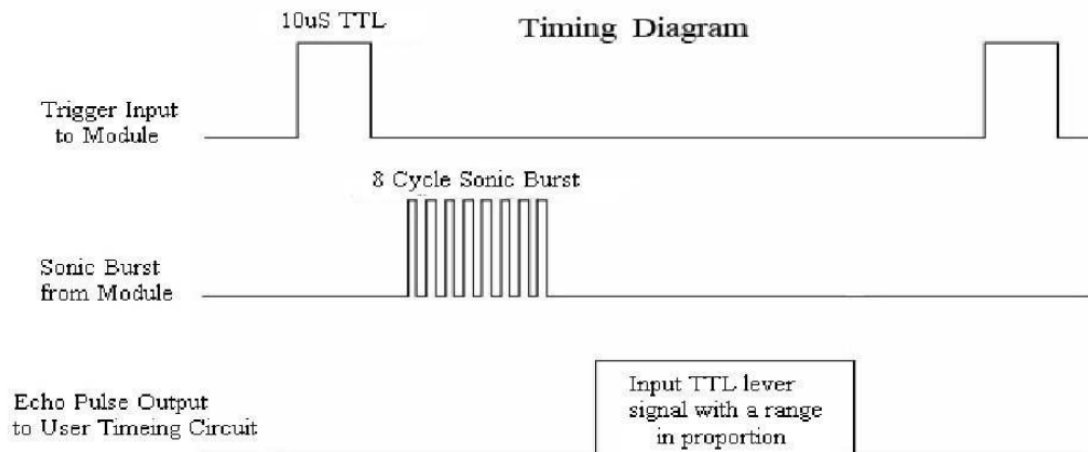 10uS TTL
Timing Diagram
Trigger Input
to Module
8 Cycle Sonic Burst
Sonic Burst
from Module
Echo Pulse Output
to User Timeing Circuit
Input TTL lever
signal with a range
in proportion